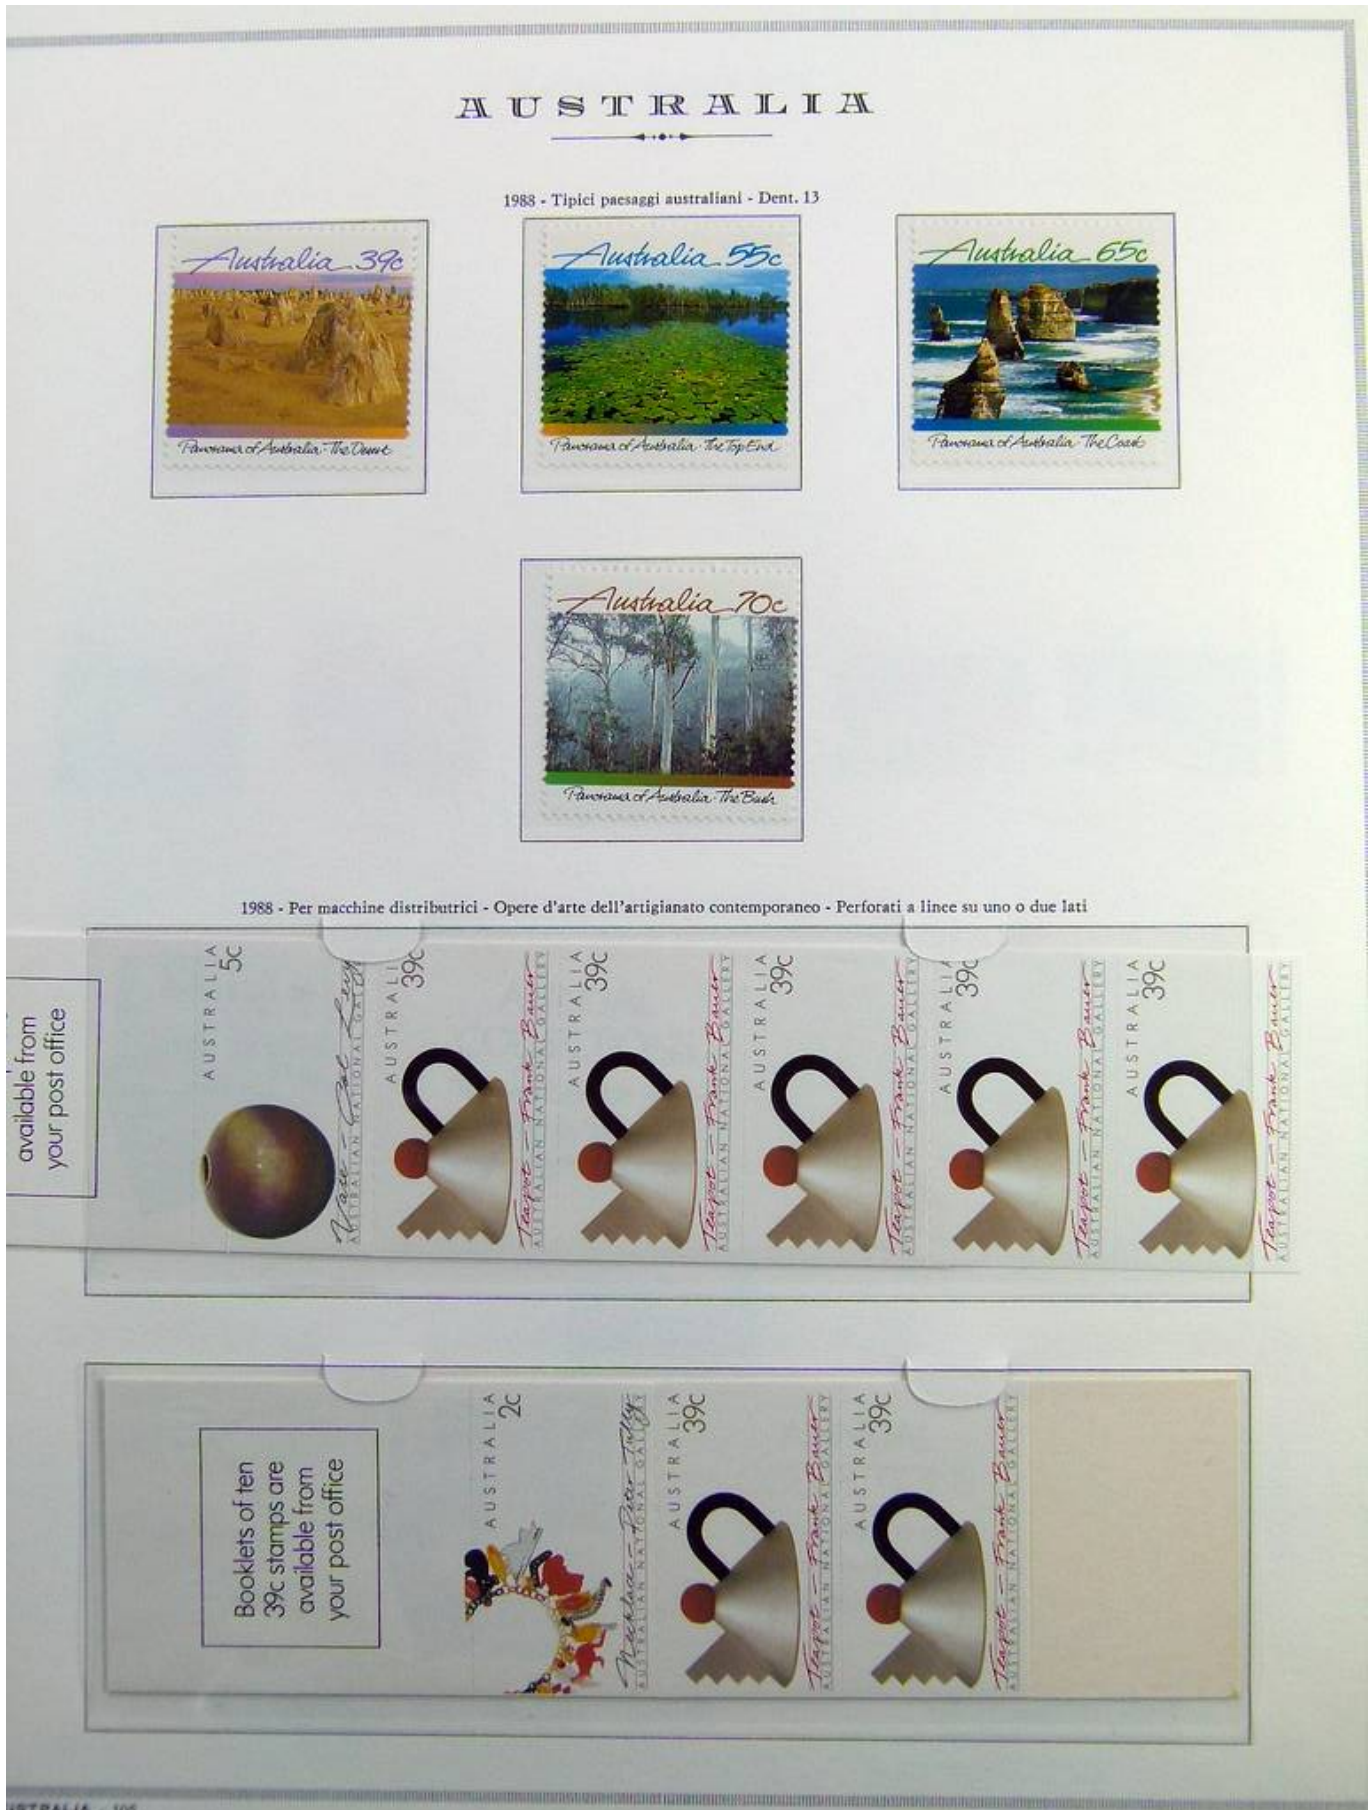 AUSTRALIA
1988 - Tipici paesaggi australiani - Dent. 13
Australia 39c
Panorama of Australia · The Desert
Australia 55c
Panorama of Australia · The Top End
Australia 65c
Panorama of Australia · The Coast
Australia 70c
Panorama of Australia · The Bush
1988 - Per macchine distributrici - Opere d'arte dell'artigianato contemporaneo - Perforati a linee su uno o due lati
available from
your post office
AUSTRALIA
5c
Vase - Col Levy
AUSTRALIAN NATIONAL GALLERY
AUSTRALIA
39c
Teapot - Frank Bauer
AUSTRALIAN NATIONAL GALLERY
AUSTRALIA
39c
Teapot - Frank Bauer
AUSTRALIAN NATIONAL GALLERY
AUSTRALIA
39c
Teapot - Frank Bauer
AUSTRALIAN NATIONAL GALLERY
AUSTRALIA
39c
Teapot - Frank Bauer
AUSTRALIAN NATIONAL GALLERY
AUSTRALIA
39c
Teapot - Frank Bauer
AUSTRALIAN NATIONAL GALLERY
Booklets of ten
39c stamps are
available from
your post office
AUSTRALIA
2c
Necklace - Peter Tully
AUSTRALIAN NATIONAL GALLERY
AUSTRALIA
39c
Teapot - Frank Bauer
AUSTRALIAN NATIONAL GALLERY
AUSTRALIA
39c
Teapot - Frank Bauer
AUSTRALIAN NATIONAL GALLERY